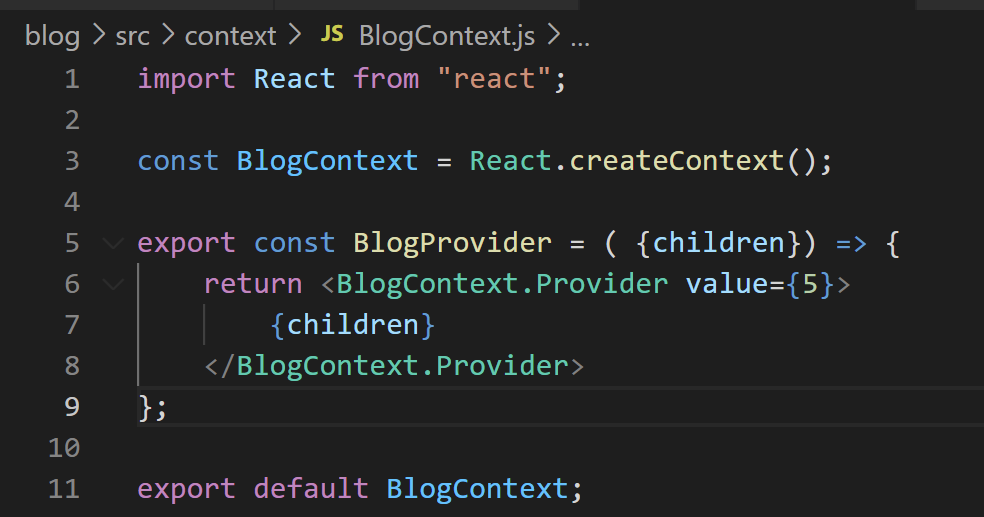 blog > src > context > JS BlogContext.js > ...
1 import React from "react";
2
3 const BlogContext = React.createContext();
4
5 export const BlogProvider = ( {children}) => {
6     return <BlogContext.Provider value={5}>
7         {children}
8     </BlogContext.Provider>
9 };
10
11 export default BlogContext;